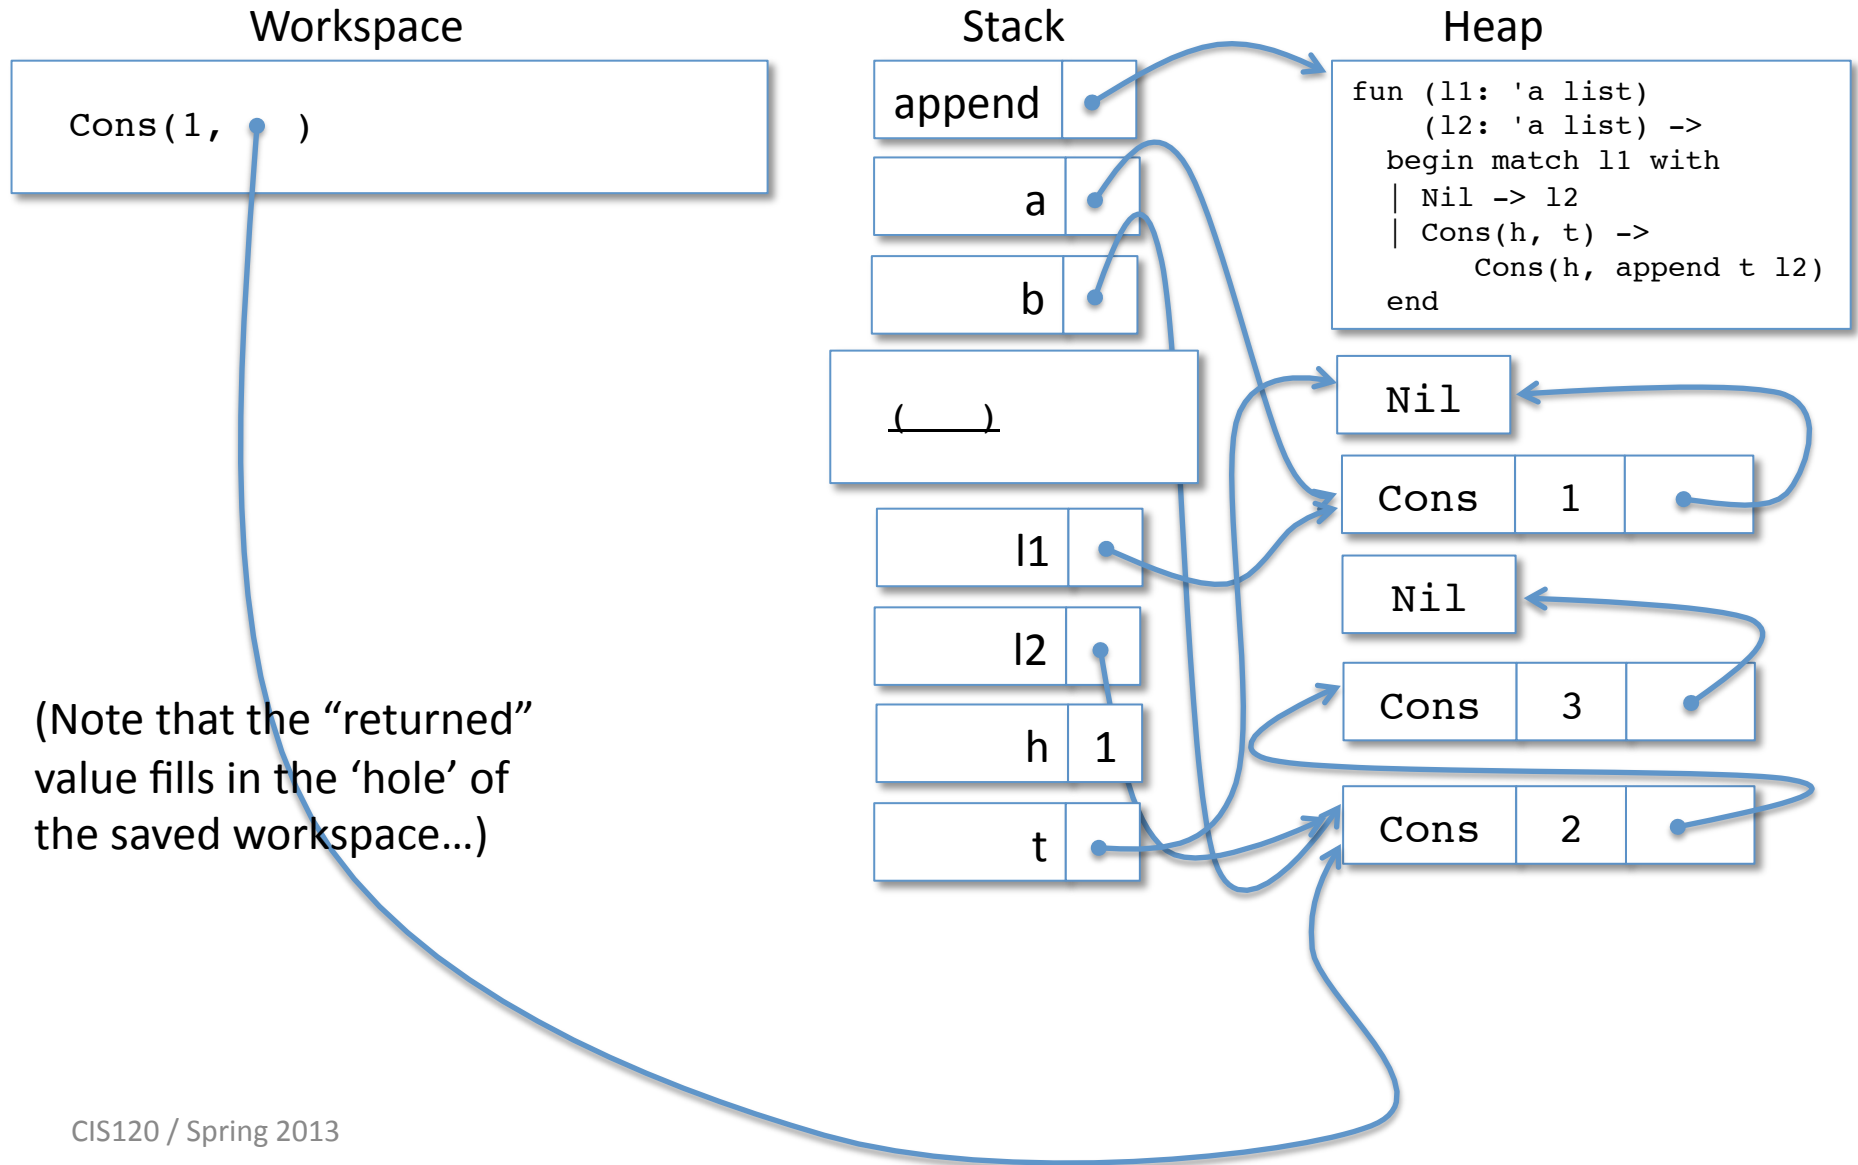 Workspace
Stack
Heap
Cons(1,   )
append
a
b
(   )
l1
l2
h 1
t
fun (l1: 'a list)
(l2: 'a list) ->
begin match l1 with
| Nil -> l2
| Cons(h, t) ->
Cons(h, append t l2)
end
Nil
Cons 1
Nil
Cons 3
Cons 2
(Note that the “returned”
value fills in the ‘hole’ of
the saved workspace…)
CIS120 / Spring 2013